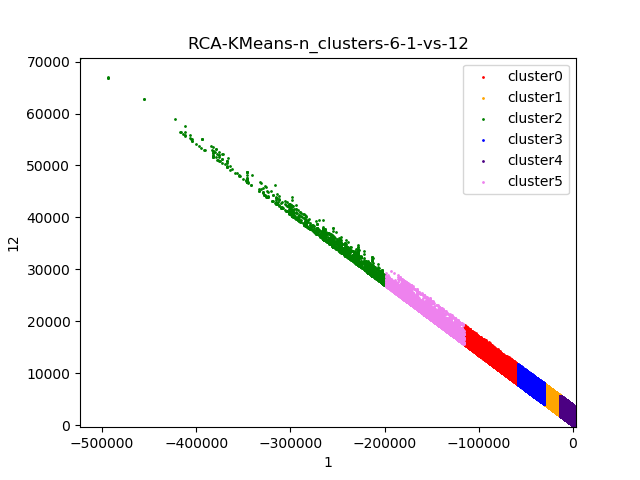 RCA-KMeans-n_clusters-6-1-vs-12
70000
60000
50000
40000
30000
20000
10000
0
12
cluster0
cluster1
cluster2
cluster3
cluster4
cluster5
−500000 −400000 −300000 −200000 −100000 0
1